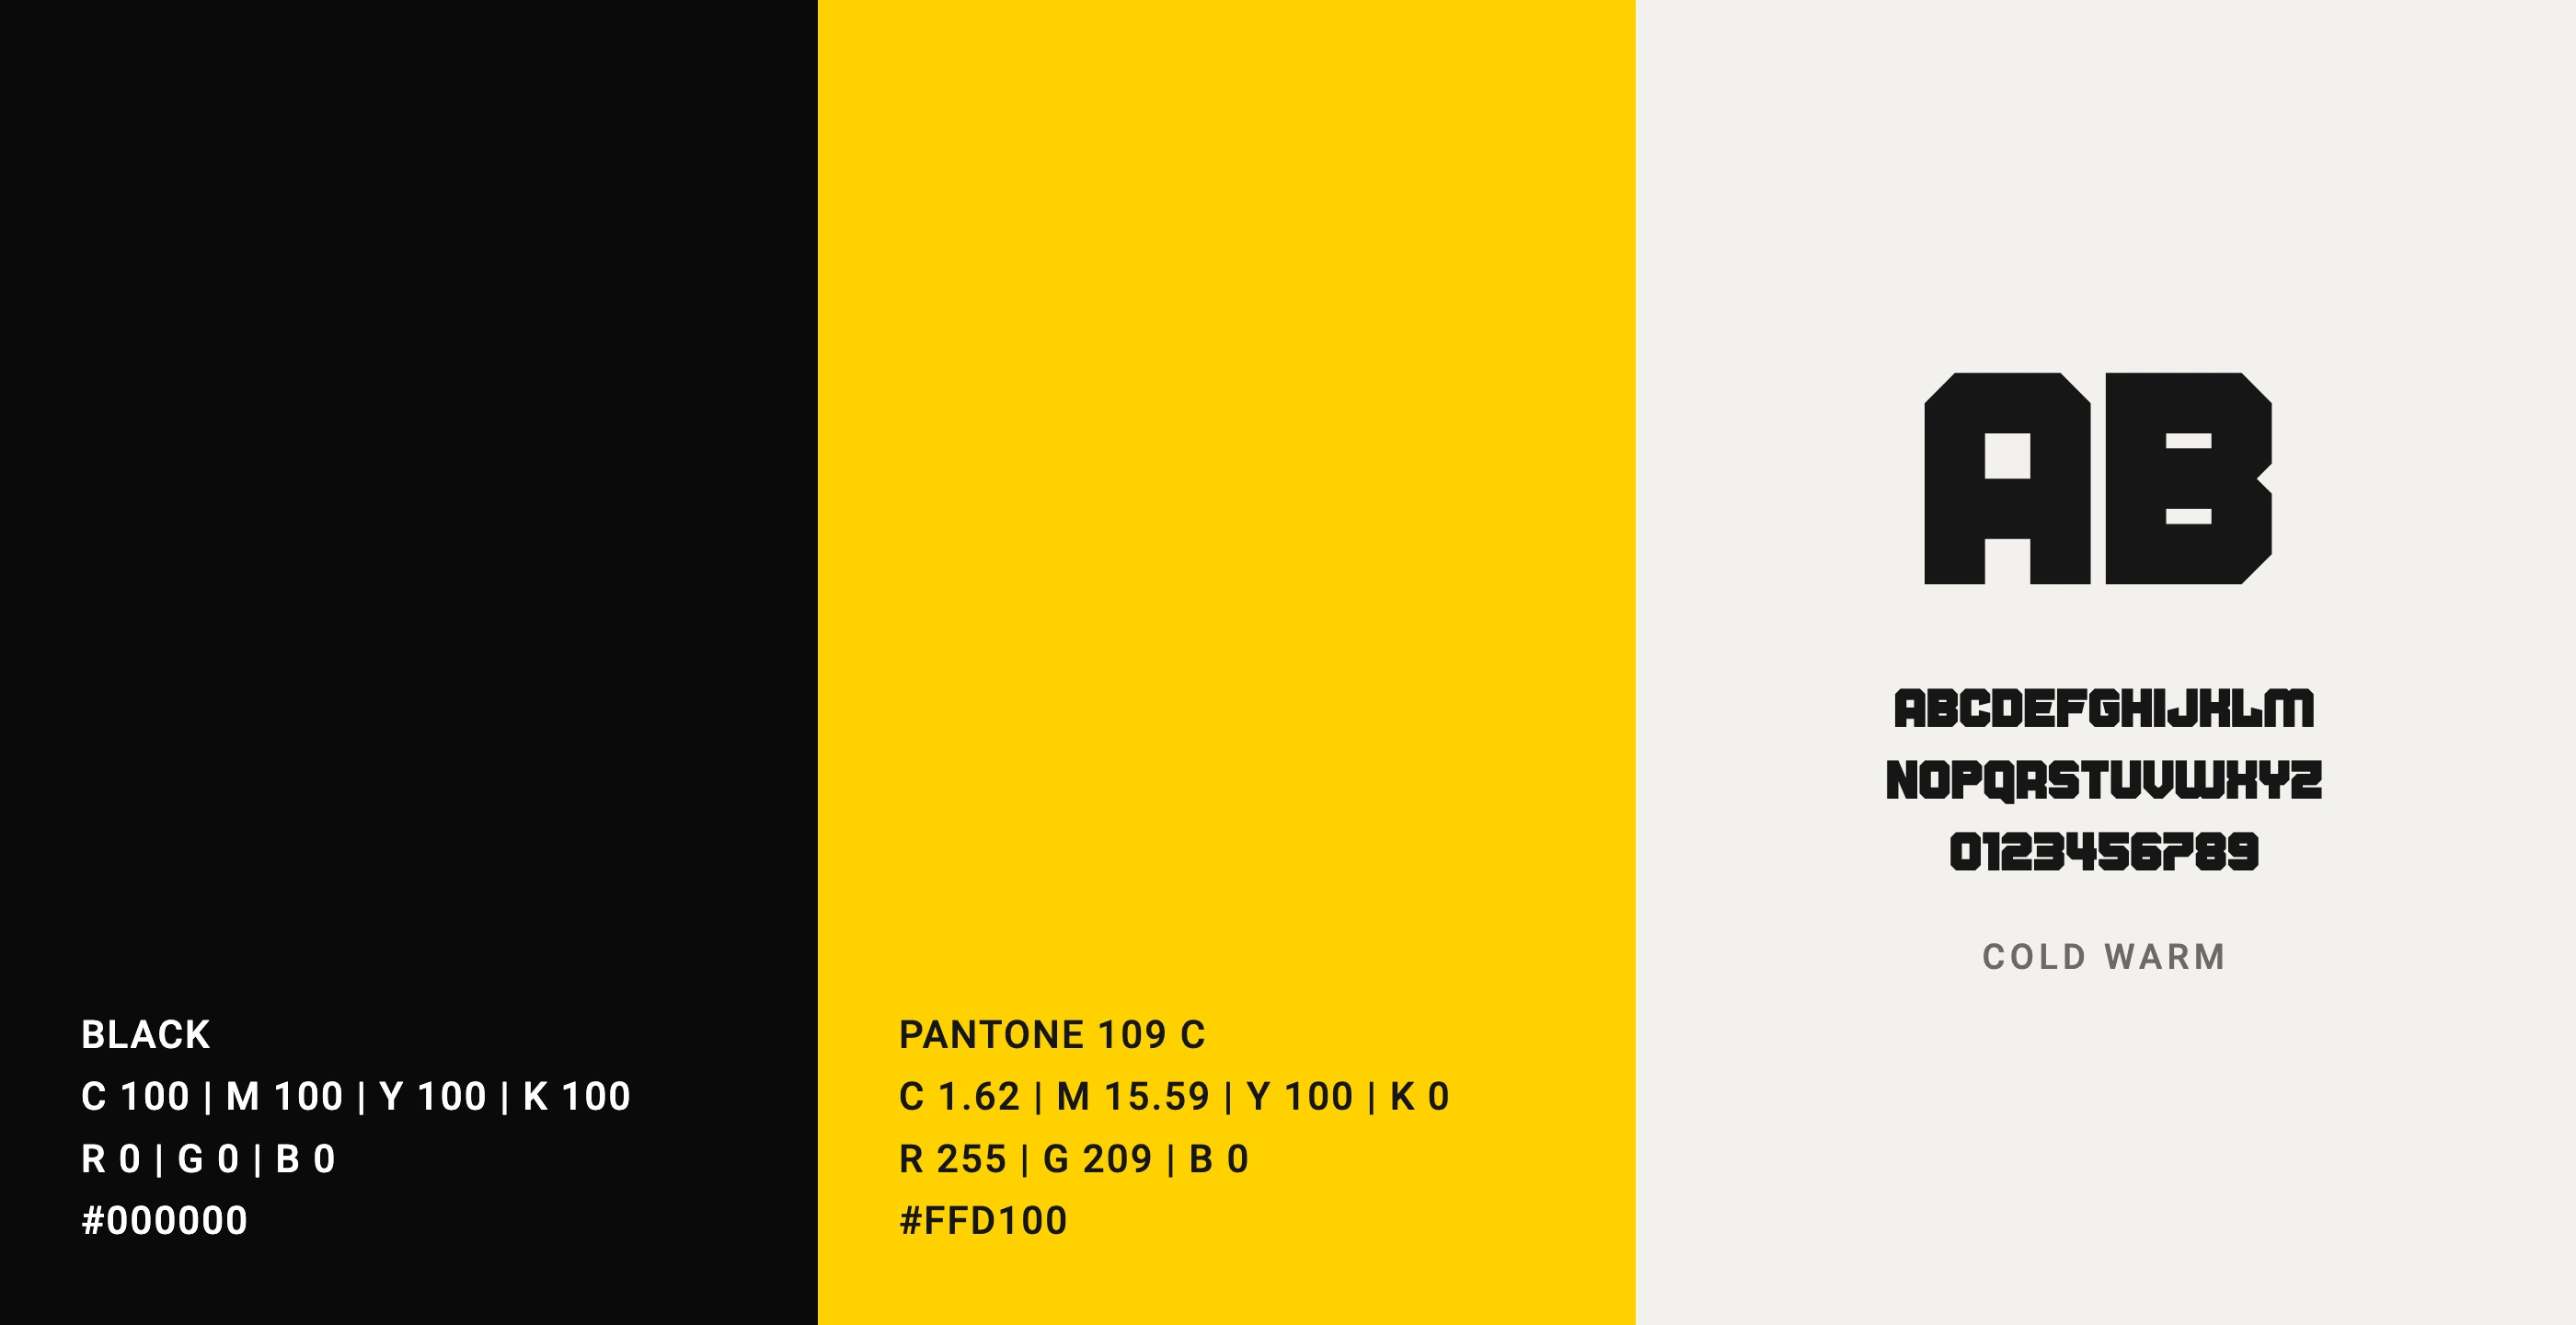 BLACK
C 100 | M 100 | Y 100 | K 100
R 0 | G 0 | B 0
#000000
PANTONE 109 C
C 1.62 | M 15.59 | Y 100 | K 0
R 255 | G 209 | B 0
#FFD100
AB
ABCDEFGHIJKLM
NOPQRSTUVWXYZ
0123456789
COLD WARM